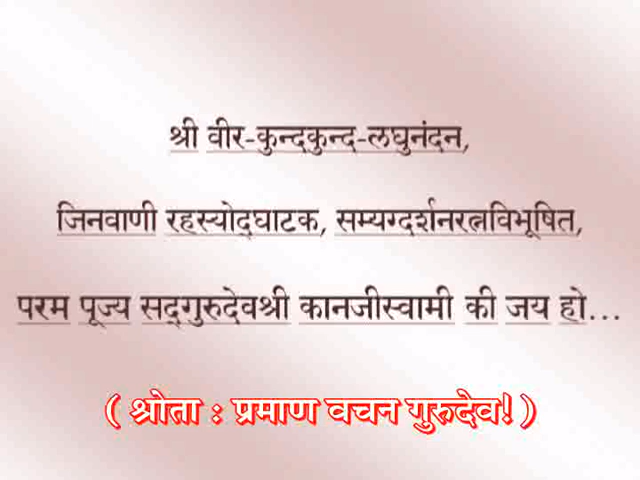 श्री वीर-कुन्दकुन्द-लघुनंदन,
जिनवाणी रहस्योद्‌घाटक, सम्यग्दर्शनरत्नविभूषित,
परम पूज्य सद्‌गुरुदेवश्री कानजीस्वामी की जय हो...
( श्रोता : प्रमाण वचन गुरुदेव! )